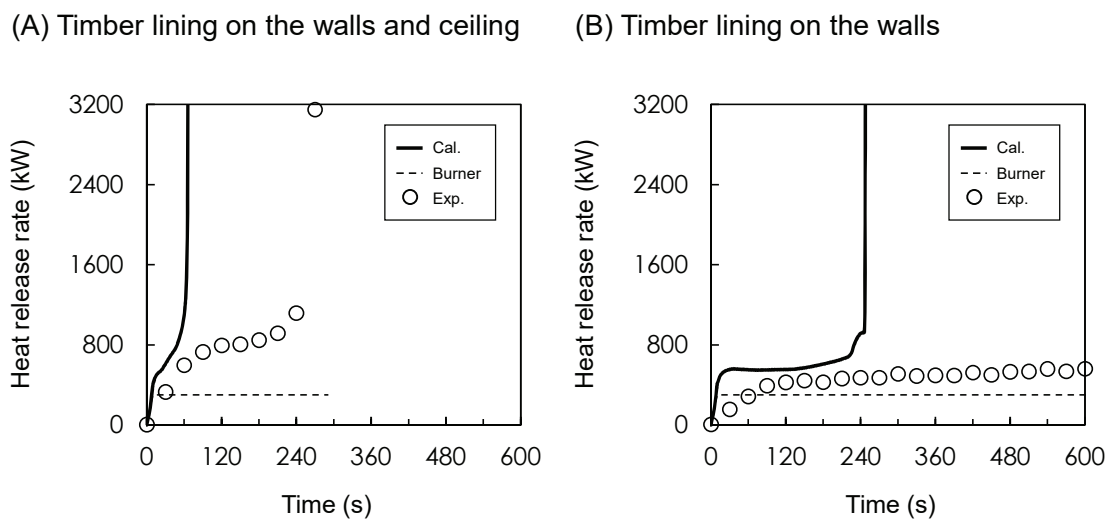 (A) Timber lining on the walls and ceiling
(B) Timber lining on the walls
Heat release rate (kW)
3200
2400
1600
800
0
Cal.
Burner
Exp.
0 120 240 360 480 600
Time (s)
Heat release rate (kW)
3200
2400
1600
800
0
Cal.
Burner
Exp.
0 120 240 360 480 600
Time (s)